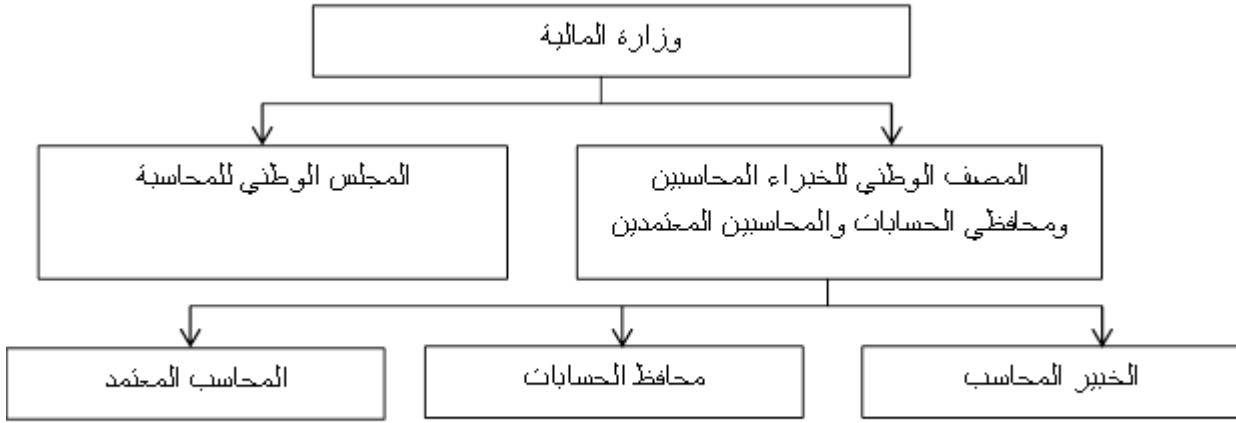 وزارة المالية
المصف الوطني للخبراء المحاسبين
ومحافظي الحسابات والمحاسبين المعتمدين
المجلس الوطني للمحاسبة
الخبير المحاسب
محافظ الحسابات
المحاسب المعتمد